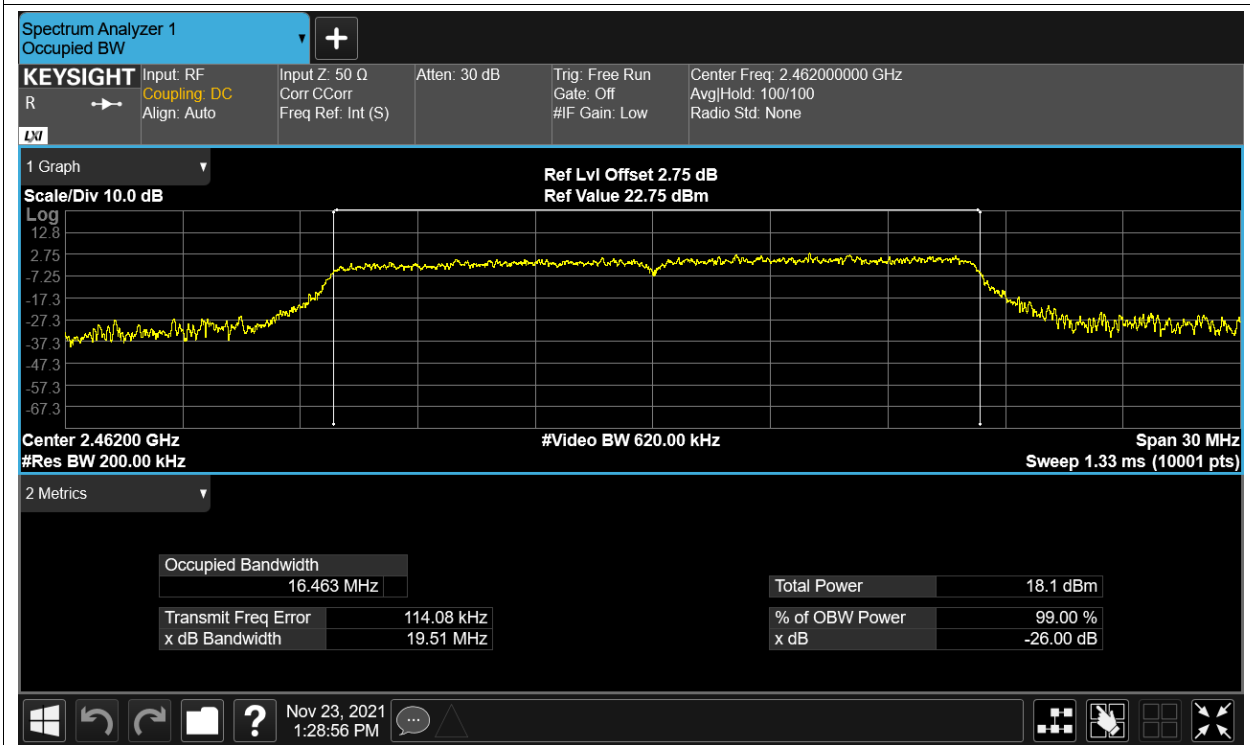 Spectrum Analyzer 1
Occupied BW
KEYSIGHT
R
LXI
Input: RF
Coupling: DC
Align: Auto
Input Z: 50 Ω
Corr CCorr
Freq Ref: Int (S)
Atten: 30 dB
Trig: Free Run
Gate: Off
#IF Gain: Low
Center Freq: 2.462000000 GHz
Avg|Hold: 100/100
Radio Std: None
1 Graph
Scale/Div 10.0 dB
Ref Lvl Offset 2.75 dB
Ref Value 22.75 dBm
Log
12.8
2.75
-7.25
-17.3
-27.3
-37.3
-47.3
-57.3
-67.3
Center 2.46200 GHz
#Video BW 620.00 kHz
Span 30 MHz
#Res BW 200.00 kHz
Sweep 1.33 ms (10001 pts)
2 Metrics
Occupied Bandwidth
16.463 MHz
Total Power 18.1 dBm
Transmit Freq Error 114.08 kHz
% of OBW Power 99.00 %
x dB Bandwidth 19.51 MHz
x dB -26.00 dB
?
Nov 23, 2021
1:28:56 PM